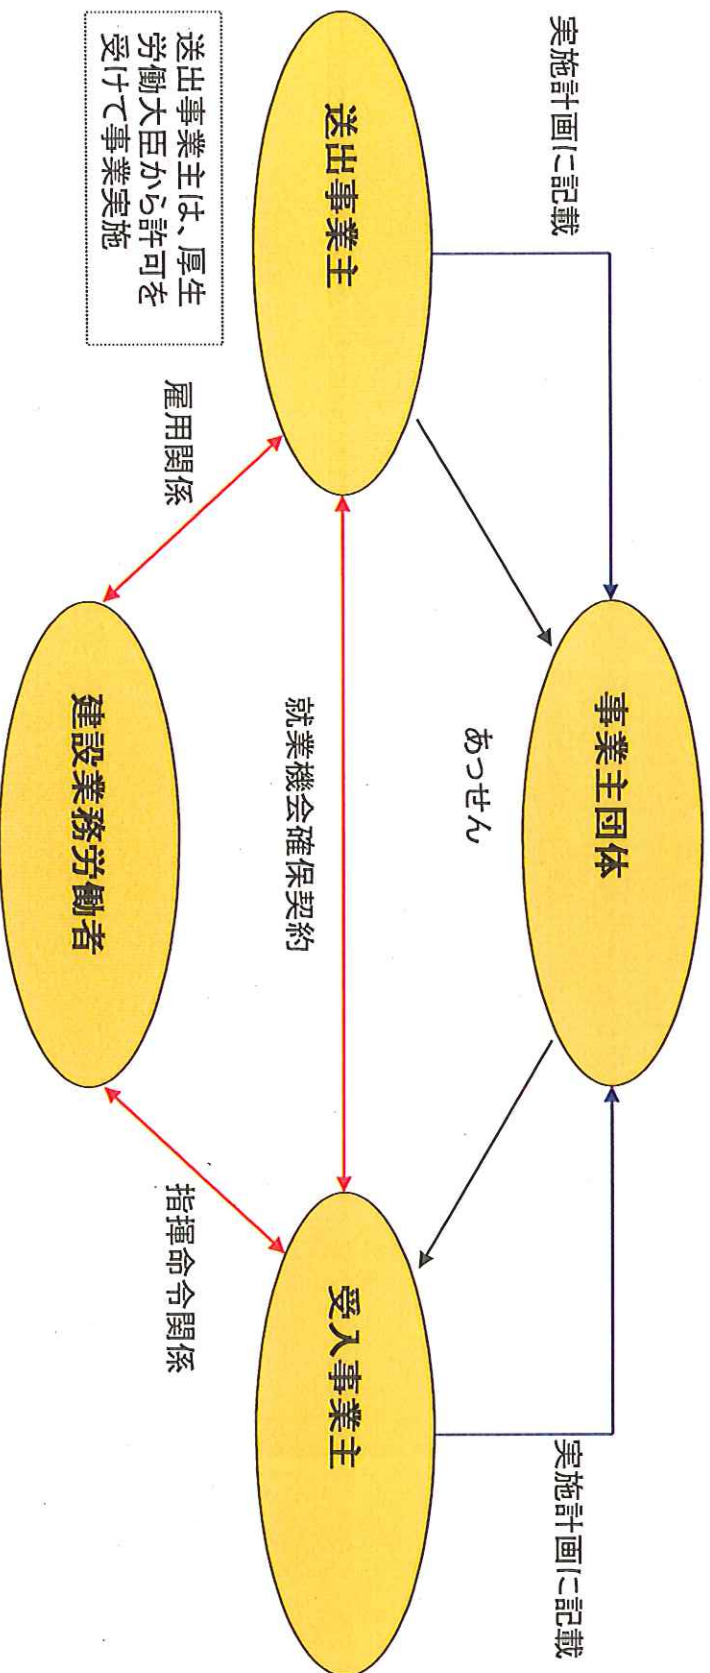 実施計画に記載
事業主団体
実施計画に記載
あっせん
送出事業主
就業機会確保契約
受入事業主
送出事業主は、厚生
労働大臣から許可を
受けて事業実施
雇用関係
建設業務労働者
指揮命令関係